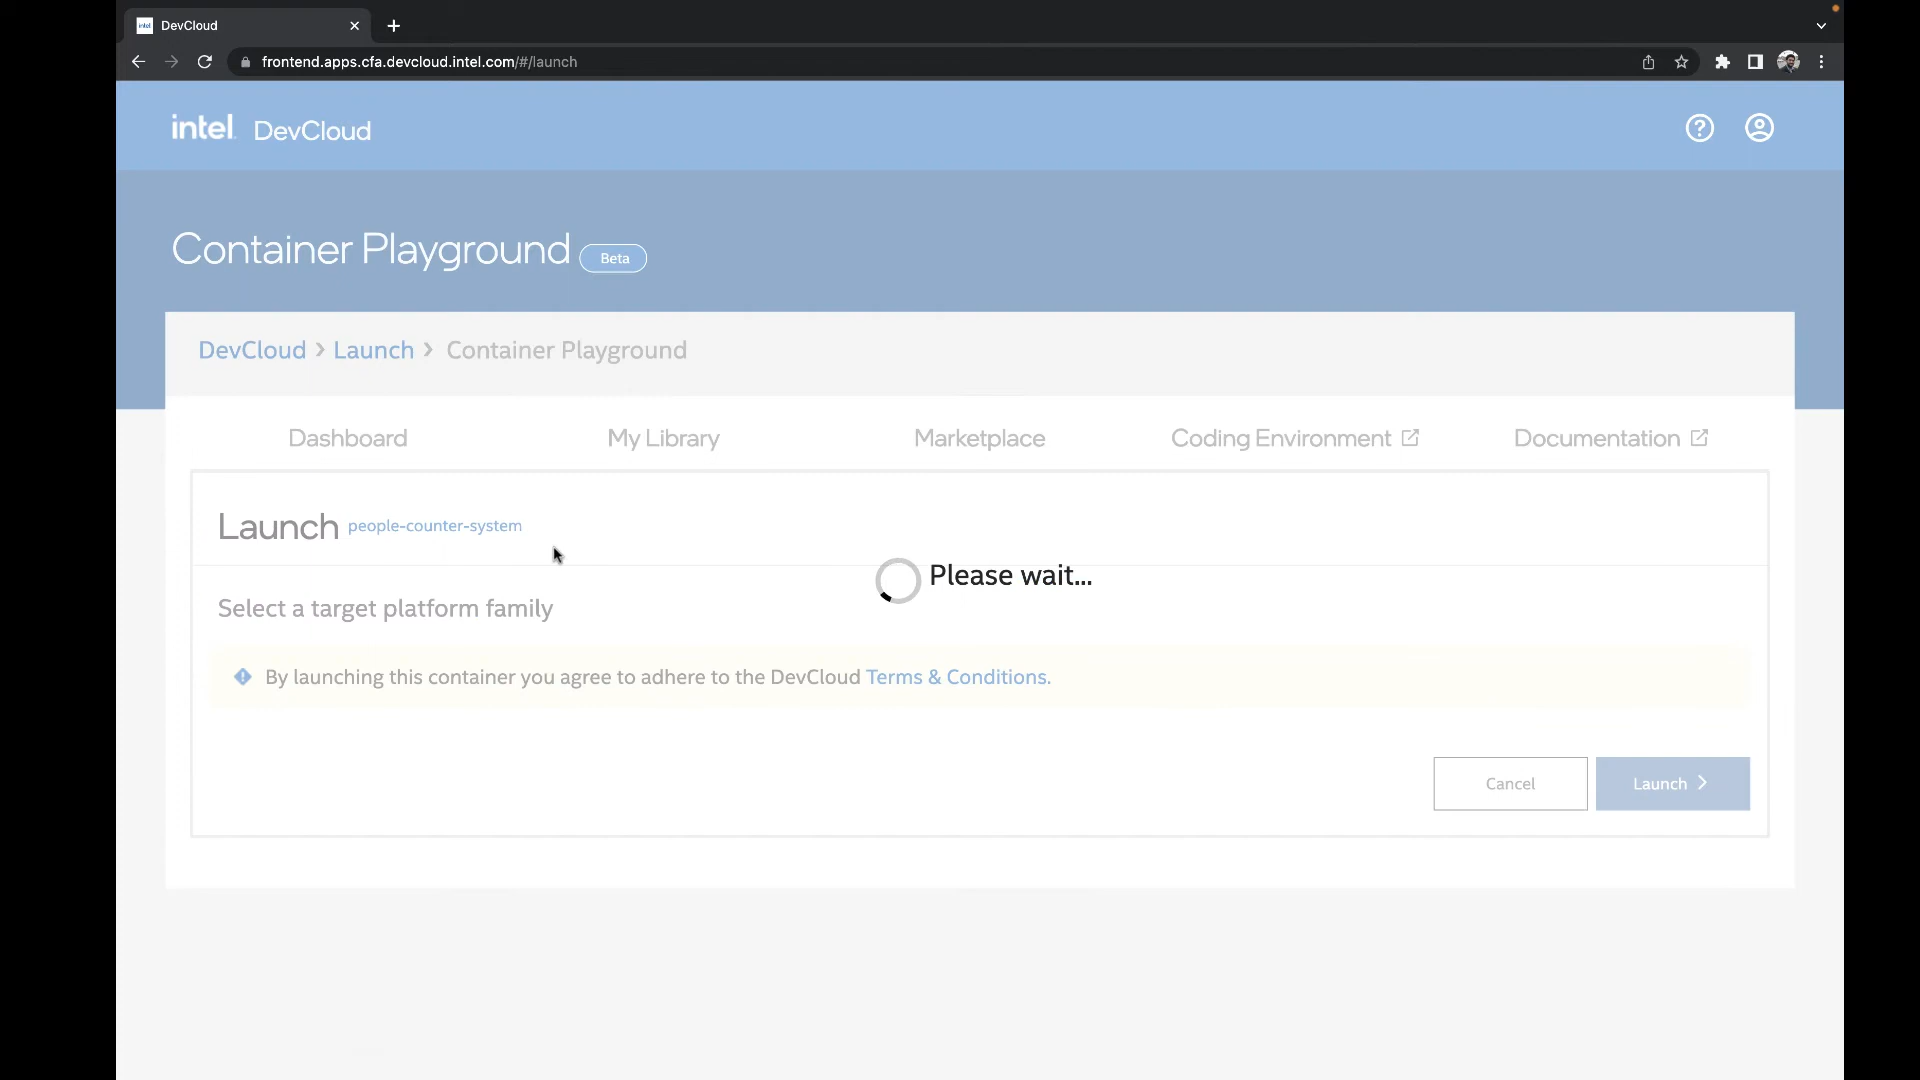 DevCloud
frontend.apps.cfa.devcloud.intel.com/#/launch
intel. DevCloud
Container Playground Beta
DevCloud > Launch > Container Playground
Dashboard My Library Marketplace Coding Environment Documentation
Launch people-counter-system
Please wait...
Select a target platform family
By launching this container you agree to adhere to the DevCloud Terms & Conditions.
Cancel Launch >